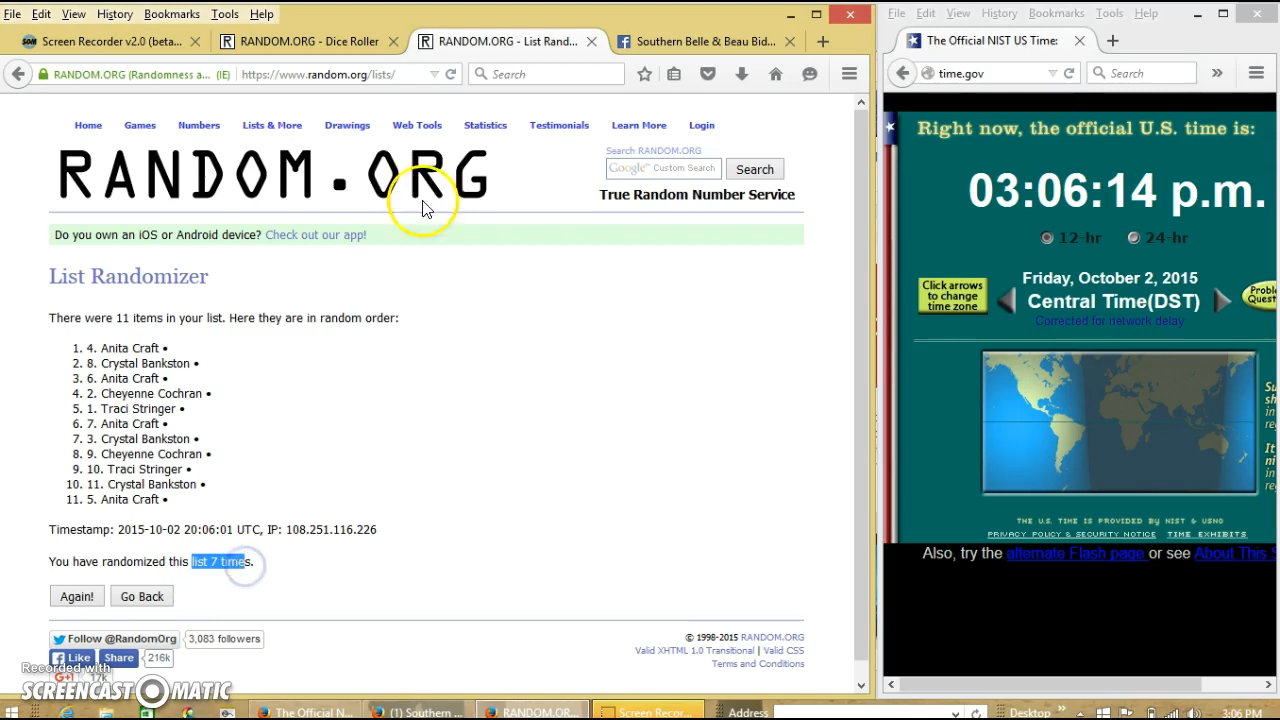 File Edit View History Bookmarks Tools Help
Screen Recorder v2.0 (beta... RANDOM.ORG - Dice Roller RANDOM.ORG - List Rand... Southern Belle & Beau Bid...
RANDOM.ORG (Randomness a... (IE) https://www.random.org/lists/ Search
Home Games Numbers Lists & More Drawings Web Tools Statistics Testimonials Learn More Login
RANDOM.ORG
Search RANDOM.ORG
Google™ Custom Search Search
True Random Number Service
Do you own an iOS or Android device? Check out our app!
List Randomizer
There were 11 items in your list. Here they are in random order:
1. 4. Anita Craft •
2. 8. Crystal Bankston •
3. 6. Anita Craft •
4. 2. Cheyenne Cochran •
5. 1. Traci Stringer •
6. 7. Anita Craft •
7. 3. Crystal Bankston •
8. 9. Cheyenne Cochran •
9. 10. Traci Stringer •
10. 11. Crystal Bankston •
11. 5. Anita Craft •
Timestamp: 2015-10-02 20:06:01 UTC, IP: 108.251.116.226
You have randomized this list 7 times.
Again! Go Back
Follow @RandomOrg 3,083 followers
Like Share 216k
G+1 17k
© 1998-2015 RANDOM.ORG
Valid XHTML 1.0 Transitional | Valid CSS
Terms and Conditions
Recorded with
SCREENCAST O MATIC
File Edit View History Bookmarks Tools Help
The Official NIST US Time:
time.gov Search
Right now, the official U.S. time is:
03:06:14 p.m.
12-hr 24-hr
Click arrows
to change
time zone
Friday, October 2, 2015
Central Time(DST)
Corrected for network delay
THE U.S. TIME IS PROVIDED BY NIST & USNO
PRIVACY POLICY & SECURITY NOTICE TIME EXHIBITS
Also, try the alternate Flash page or see About This S
The Official N... (1) Southern ... RANDOM.OR... Screen Recor... Address Desktop 3:06 PM